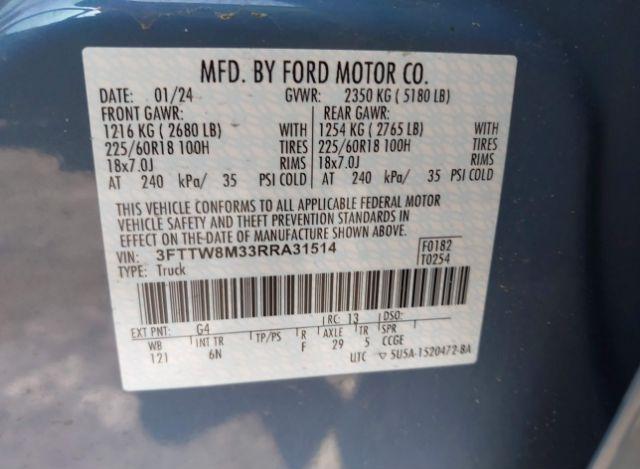 MFD. BY FORD MOTOR CO.
DATE: 01/24 GVWR: 2350 KG ( 5180 LB)
FRONT GAWR: REAR GAWR:
1216 KG ( 2680 LB) WITH 1254 KG ( 2765 LB) WITH
225/60R18 100H TIRES 225/60R18 100H TIRES
18x7.0J RIMS 18x7.0J RIMS
AT 240 kPa/ 35 PSI COLD AT 240 kPa/ 35 PSI COLD
THIS VEHICLE CONFORMS TO ALL APPLICABLE FEDERAL MOTOR
VEHICLE SAFETY AND THEFT PREVENTION STANDARDS IN
EFFECT ON THE DATE OF MANUFACTURE SHOWN ABOVE.
VIN: 3FTTW8M33RRA31514 F0182
TYPE: Truck T0254
EXT PNT: G4 RC: 13 DSO:
WB INT TR TP/PS R AXLE TR SPR
121 6N F 29 5 CCGE
UTC 5U5A-1520472-BA